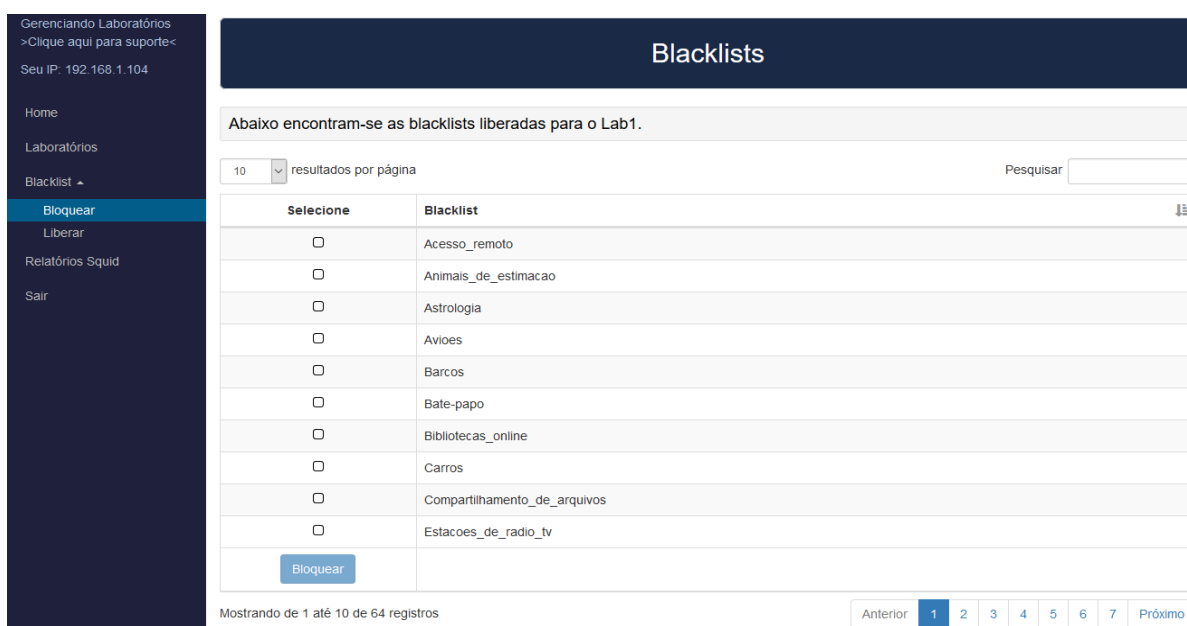 Gerenciando Laboratórios
>Clique aqui para suporte<
Seu IP: 192.168.1.104
Home
Laboratórios
Blacklist
Bloquear
Liberar
Relatórios Squid
Sair
Blacklists
Abaixo encontram-se as blacklists liberadas para o Lab1.
10 resultados por página Pesquisar
Selecione Blacklist
Acesso_remoto
Animais_de_estimacao
Astrologia
Avioes
Barcos
Bate-papo
Bibliotecas_online
Carros
Compartilhamento_de_arquivos
Estacoes_de_radio_tv
Bloquear
Mostrando de 1 até 10 de 64 registros Anterior 1 2 3 4 5 6 7 Próximo